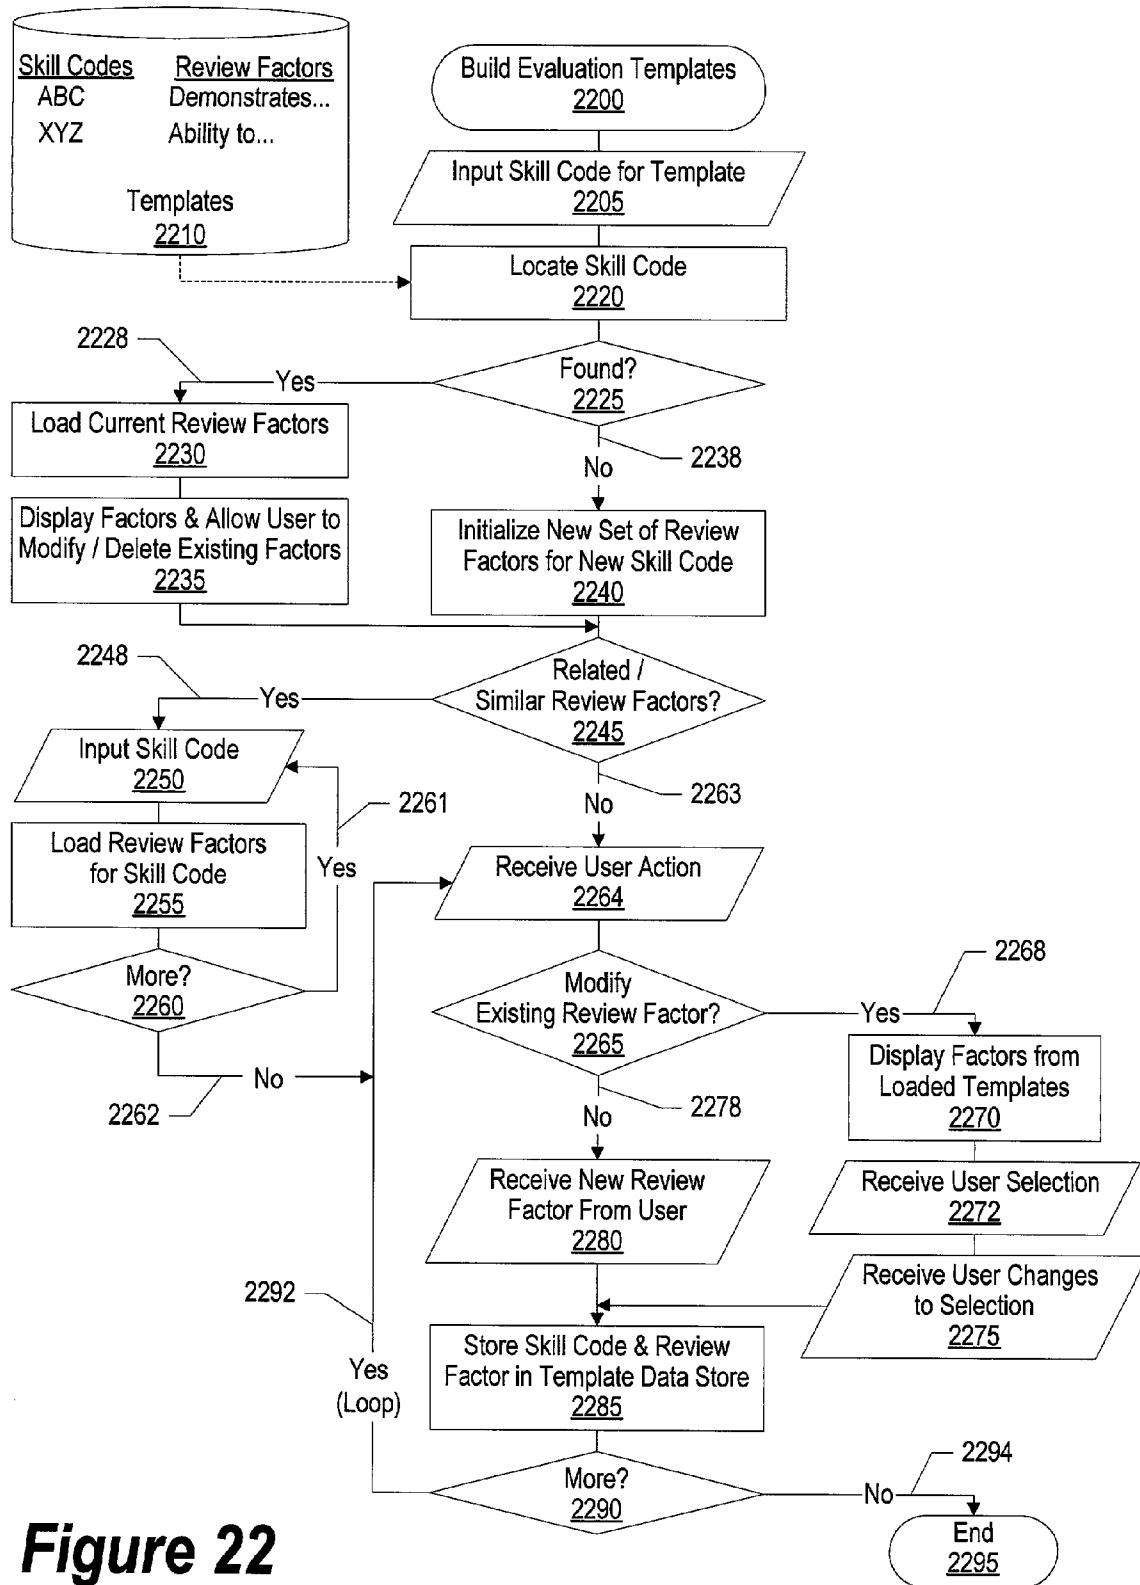 Skill Codes Review Factors
ABC Demonstrates...
XYZ Ability to...
Templates
2210
Build Evaluation Templates
2200
Input Skill Code for Template
2205
Locate Skill Code
2220
2228
Yes
Found?
2225
2238
No
Load Current Review Factors
2230
Display Factors & Allow User to
Modify / Delete Existing Factors
2235
Initialize New Set of Review
Factors for New Skill Code
2240
2248
Yes
Related /
Similar Review Factors?
2245
2263
No
Input Skill Code
2250
2261
Yes
Load Review Factors
for Skill Code
2255
More?
2260
No
2262
Receive User Action
2264
Modify
Existing Review Factor?
2265
2268
Yes
Display Factors from
Loaded Templates
2270
2278
No
Receive New Review
Factor From User
2280
Receive User Selection
2272
Receive User Changes
to Selection
2275
2292
Yes
(Loop)
Store Skill Code & Review
Factor in Template Data Store
2285
More?
2290
2294
No
End
2295
Figure 22